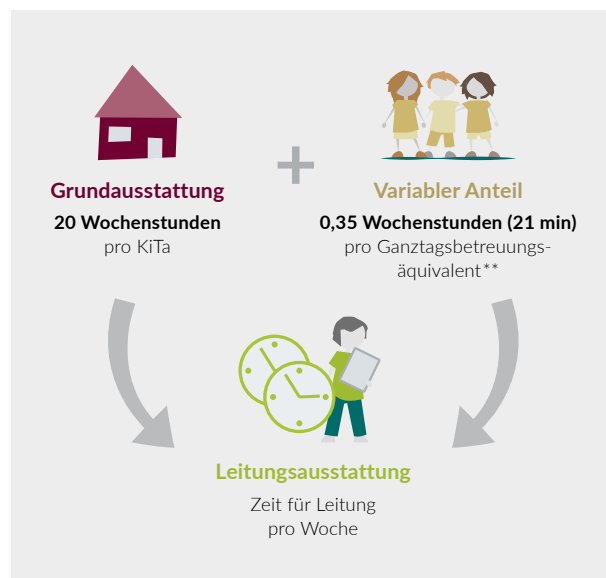 Grundausstattung
20 Wochenstunden
pro KiTa
+
Variabler Anteil
0,35 Wochenstunden (21 min)
pro Ganztagsbetreuungs-
äquivalent**
Leitungsausstattung
Zeit für Leitung
pro Woche